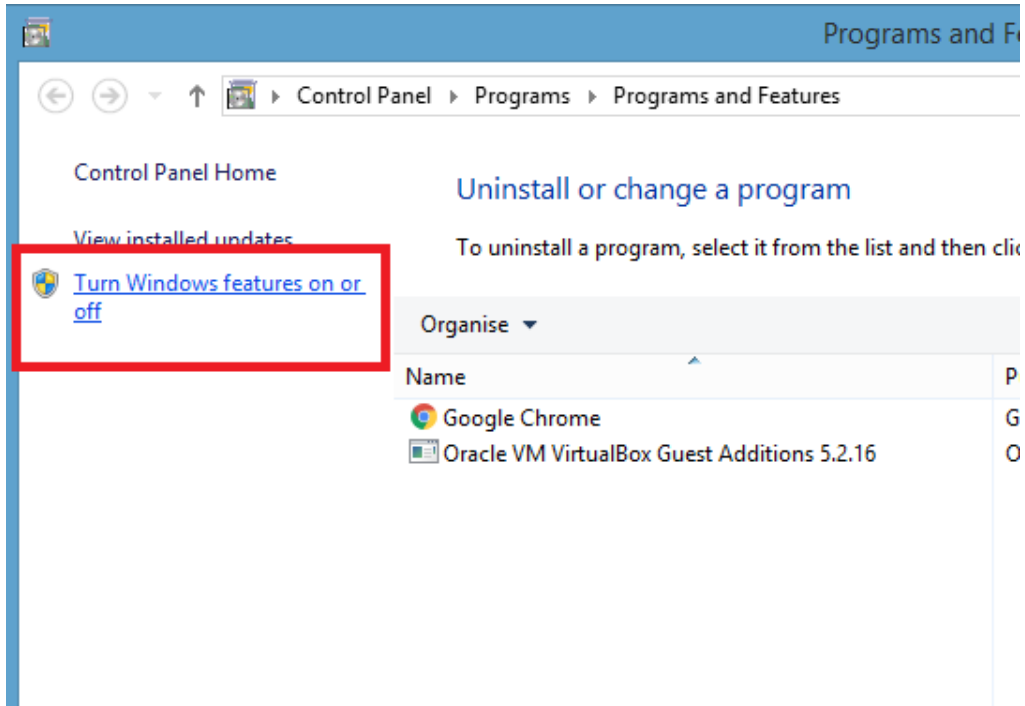 Programs and F
Control Panel Programs Programs and Features
Control Panel Home
Uninstall or change a program
View installed updates
To uninstall a program, select it from the list and then clic
Turn Windows features on or
off
Organise
Name P
Google Chrome G
Oracle VM VirtualBox Guest Additions 5.2.16 O